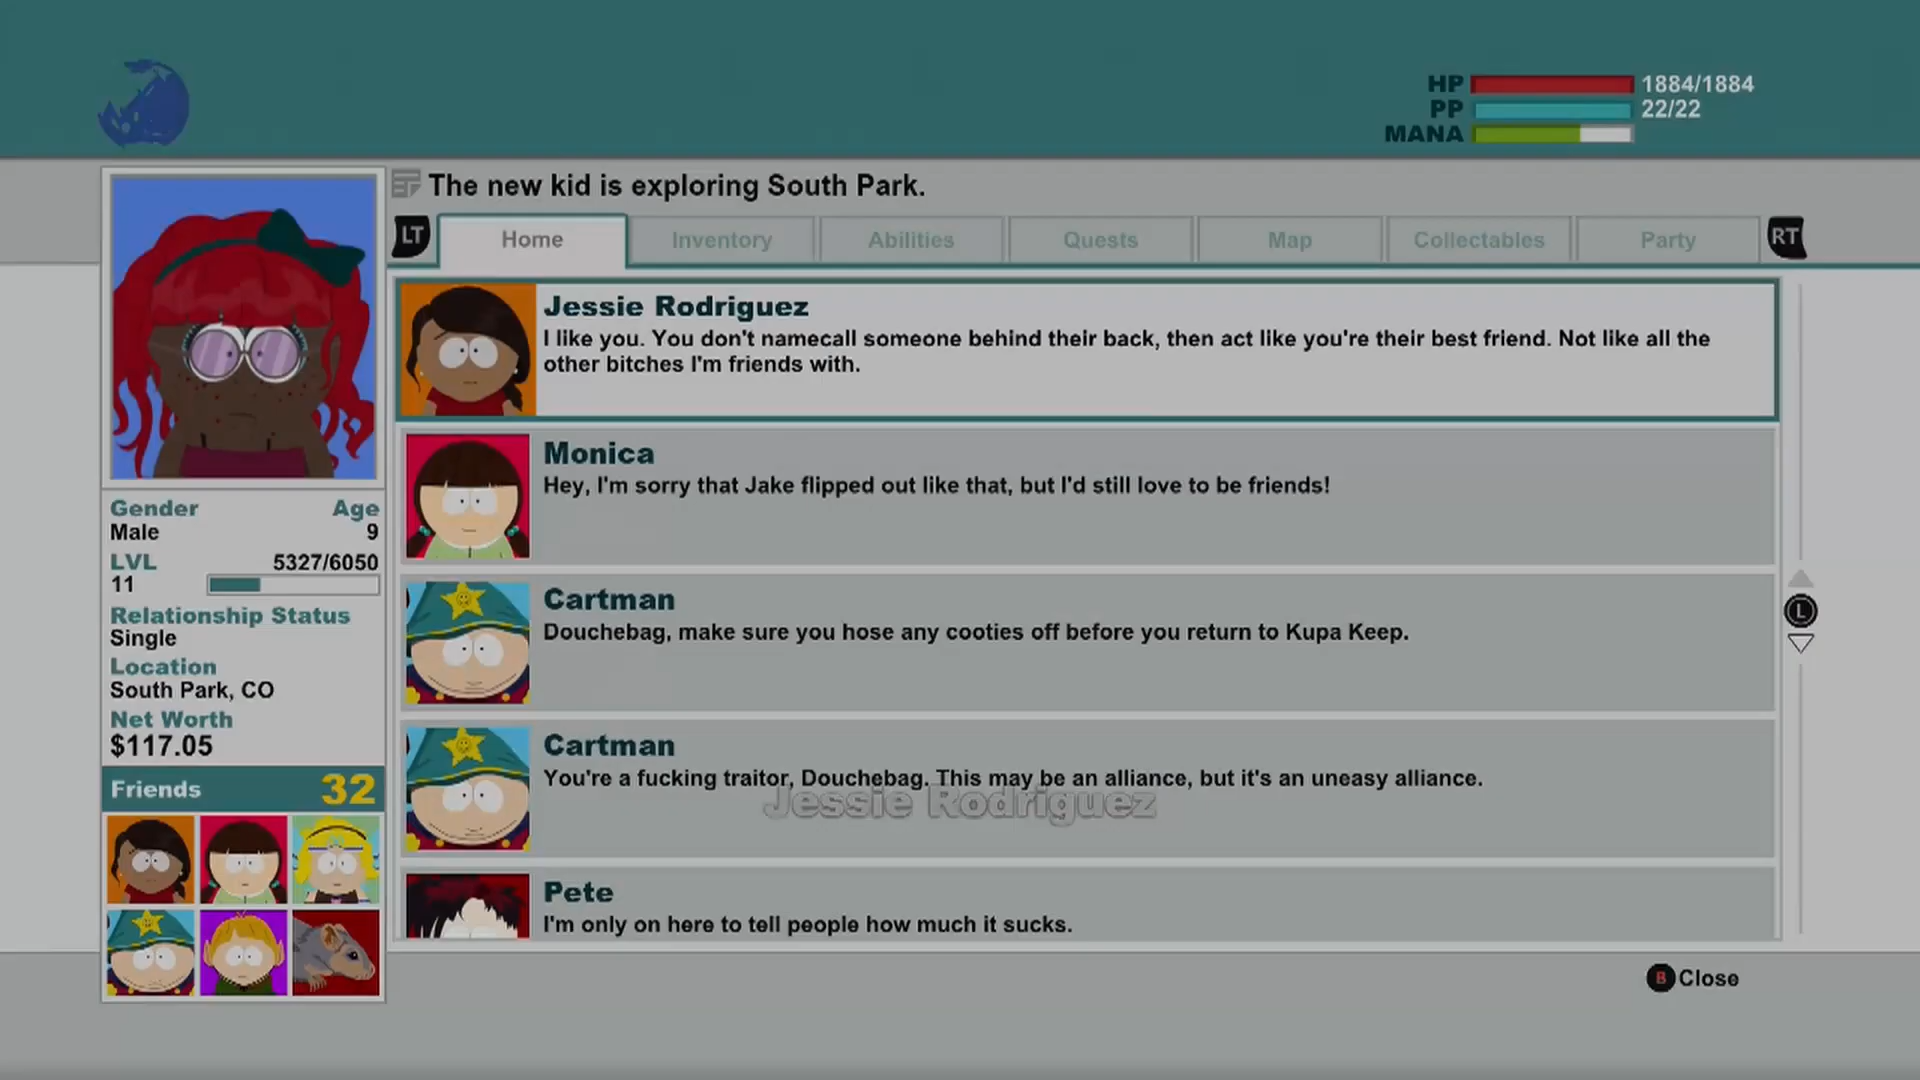 HP 1884/1884
PP 22/22
MANA
The new kid is exploring South Park.
LT Home Inventory Abilities Quests Map Collectables Party RT
Jessie Rodriguez
I like you. You don't namecall someone behind their back, then act like you're their best friend. Not like all the
other bitches I'm friends with.
Monica
Hey, I'm sorry that Jake flipped out like that, but I'd still love to be friends!
Cartman
Douchebag, make sure you hose any cooties off before you return to Kupa Keep.
Cartman
You're a fucking traitor, Douchebag. This may be an alliance, but it's an uneasy alliance.
Jessie Rodriguez
Pete
I'm only on here to tell people how much it sucks.
Gender Age
Male 9
LVL 5327/6050
11
Relationship Status
Single
Location
South Park, CO
Net Worth
$117.05
Friends 32
L
B Close